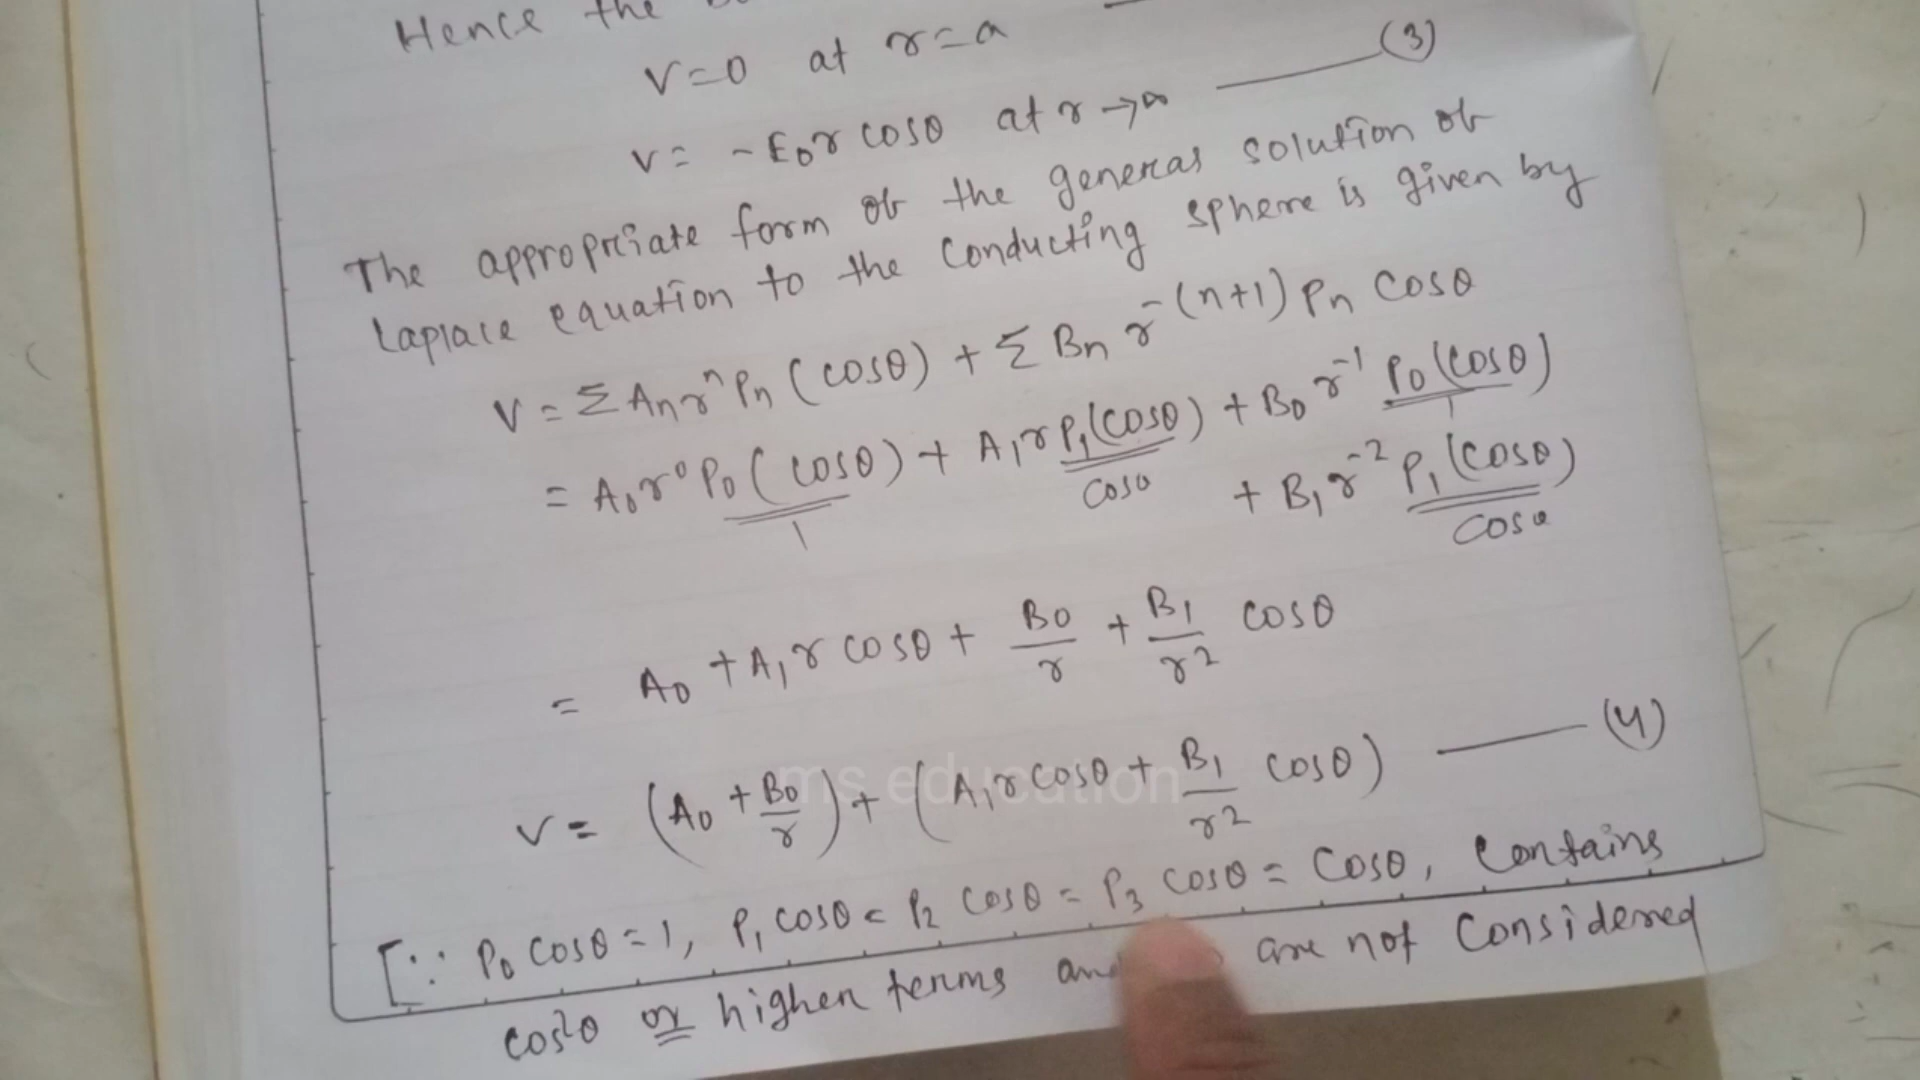 Hence the
V=0 at r=a
V= -E0r cosθ at r→∞ ——— (3)
The appropriate form of the general solution of
Laplace equation to the conducting sphere is given by
V = Σ Anrⁿ Pn (cosθ) + Σ Bn r^-(n+1) Pn cosθ
= A0r⁰ P0 (cosθ) + A1r P1(cosθ) + B0 r⁻¹ P0(cosθ)
1 cosθ 1
+ B1 r⁻² P1(cosθ)
cosθ
= A0 + A1r cosθ + B0/r + B1/r² cosθ
V = (A0 + B0/r) + (A1r cosθ + B1/r² cosθ) ——— (4)
ms education
[∵ P0 cosθ = 1, P1 cosθ = P2 cosθ = P3 cosθ = cosθ, contains
cos²θ or higher terms are not considered